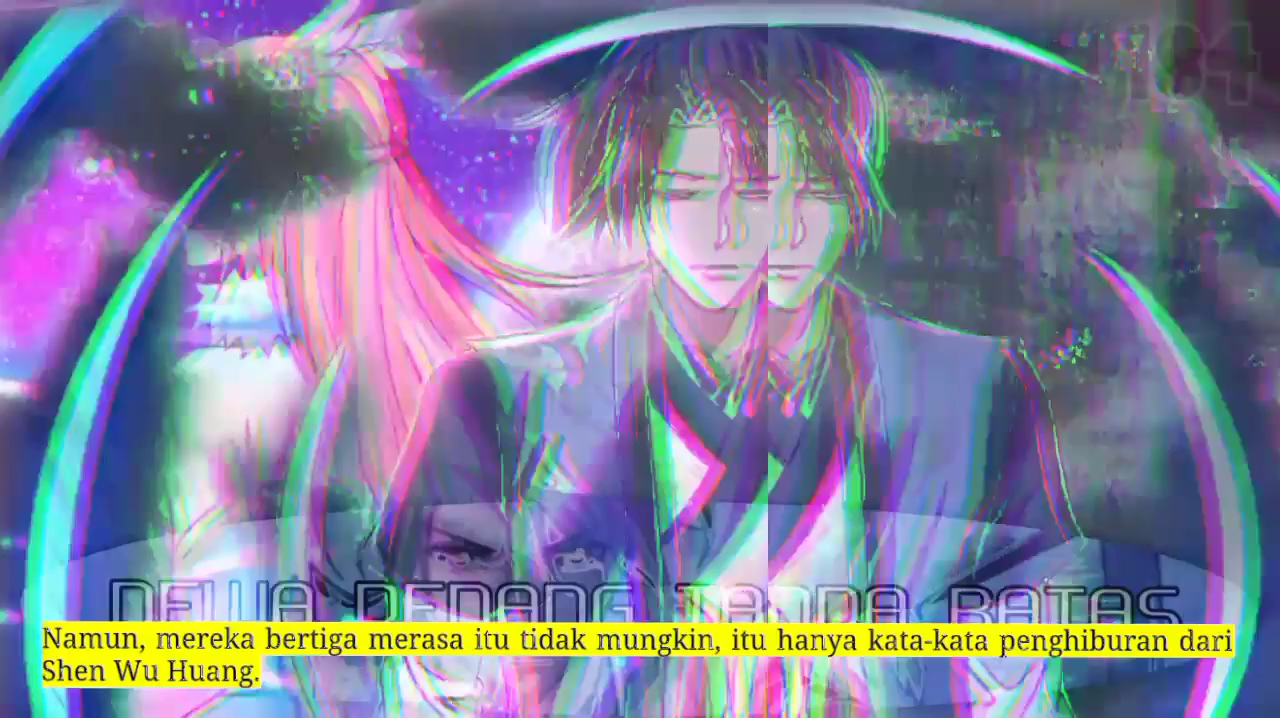 184
DEWA PEDANG TANPA BATAS
Namun, mereka bertiga merasa itu tidak mungkin, itu hanya kata-kata penghiburan dari
Shen Wu Huang.